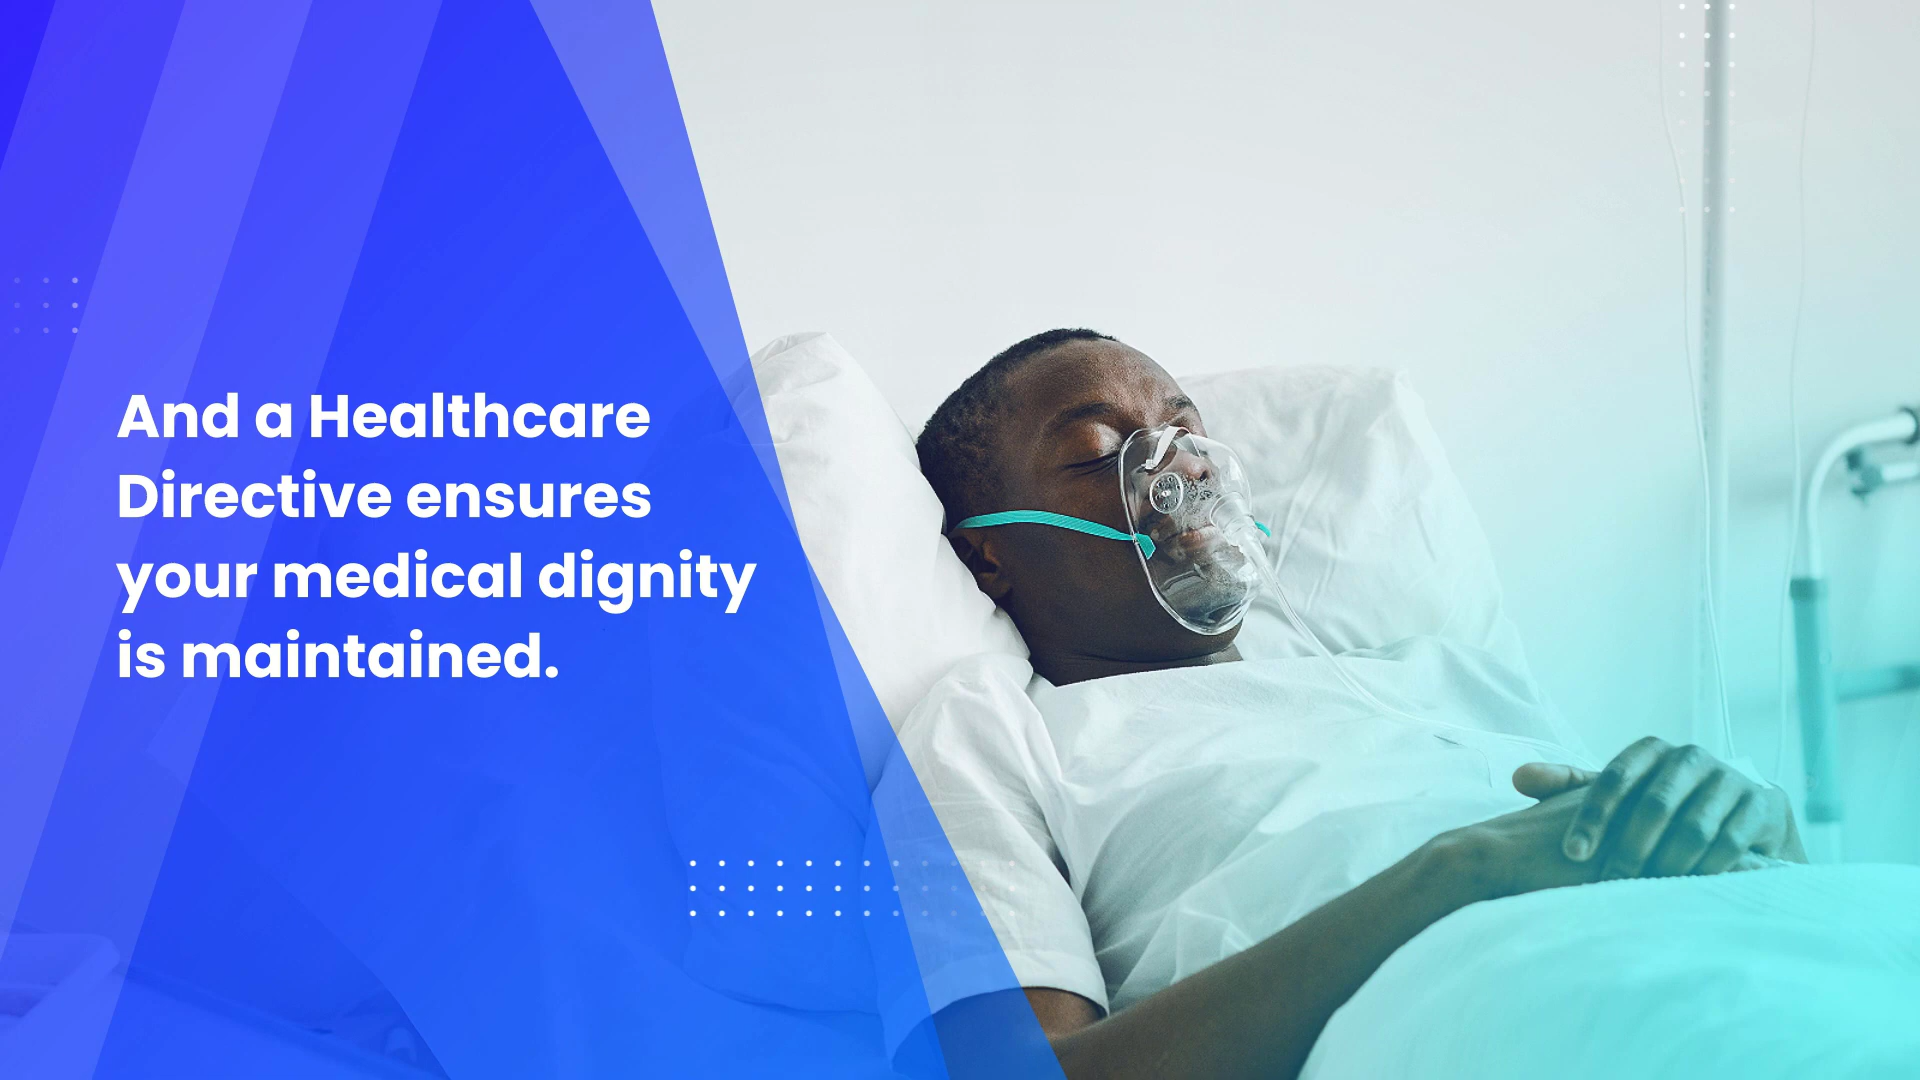 And a Healthcare
Directive ensures
your medical dignity
is maintained.